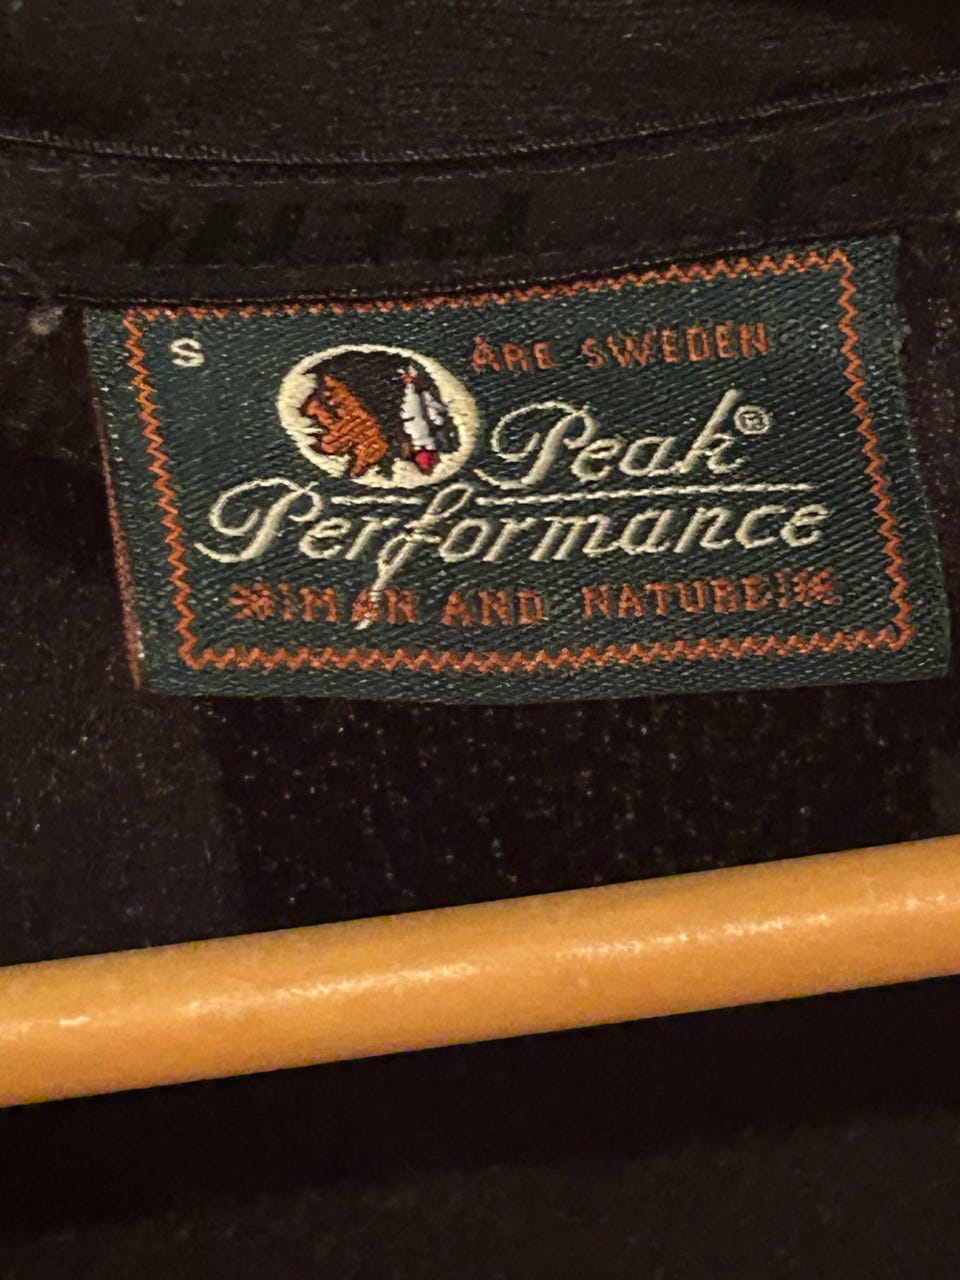 S
ÅRE SWEDEN
Peak®
Performance
MAN AND NATURE